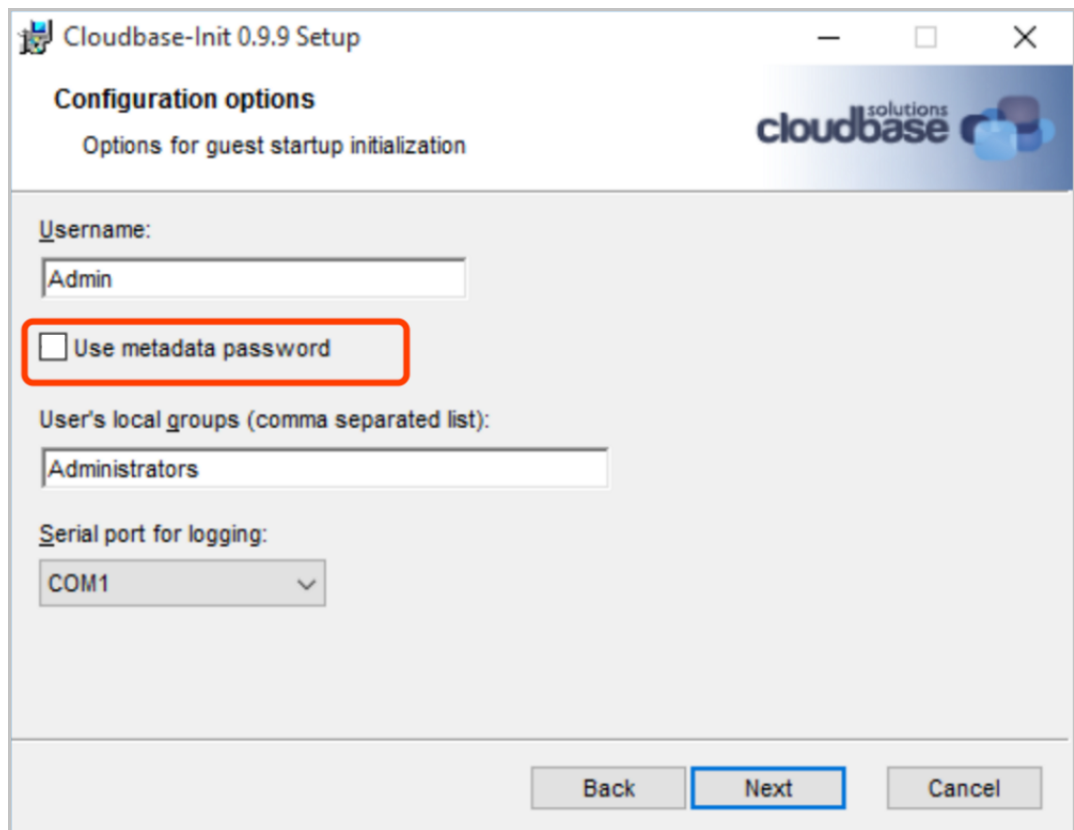 Cloudbase-Init 0.9.9 Setup
Configuration options
Options for guest startup initialization
cloudbase solutions
Username:
Admin
Use metadata password
User's local groups (comma separated list):
Administrators
Serial port for logging:
COM1
Back Next Cancel